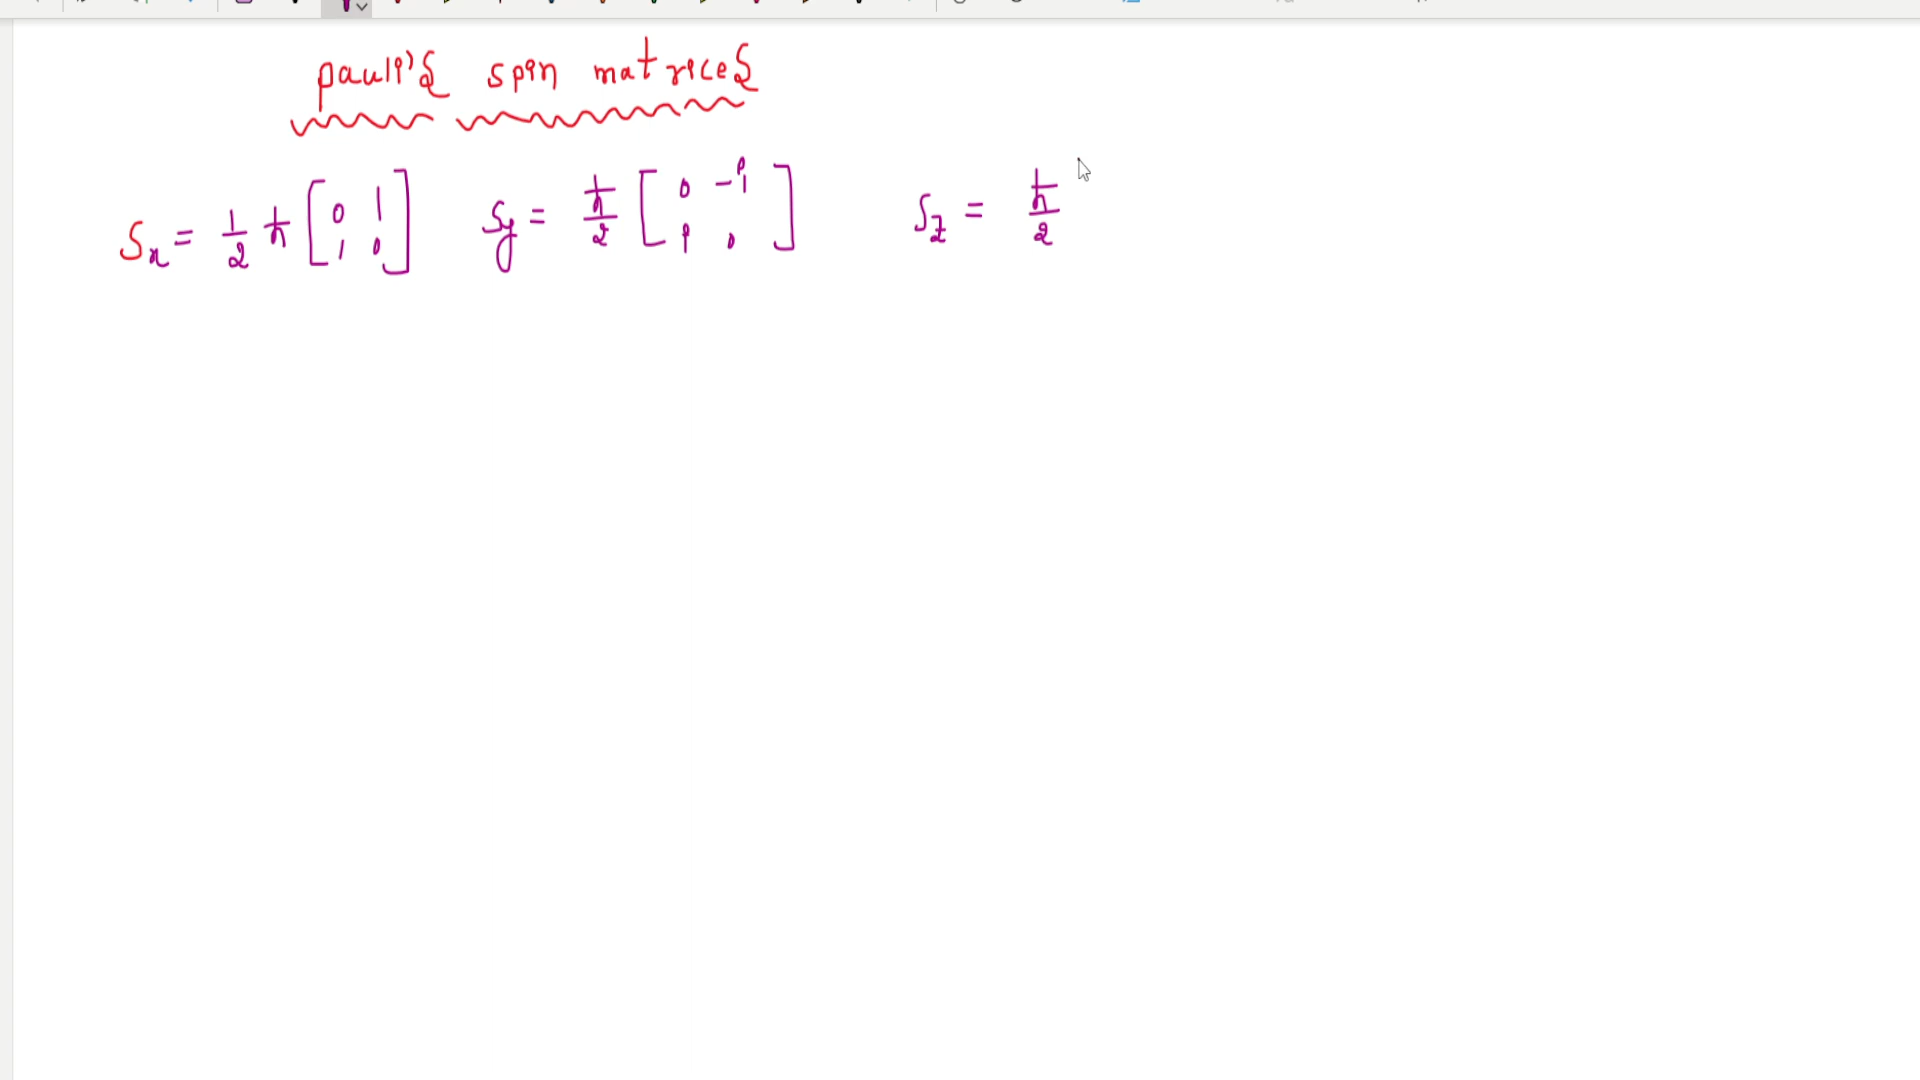 pauli's spin matrices
Sx = 1/2 ħ [0 1; 1 0] Sy = ħ/2 [0 -i; i 0] Sz = ħ/2